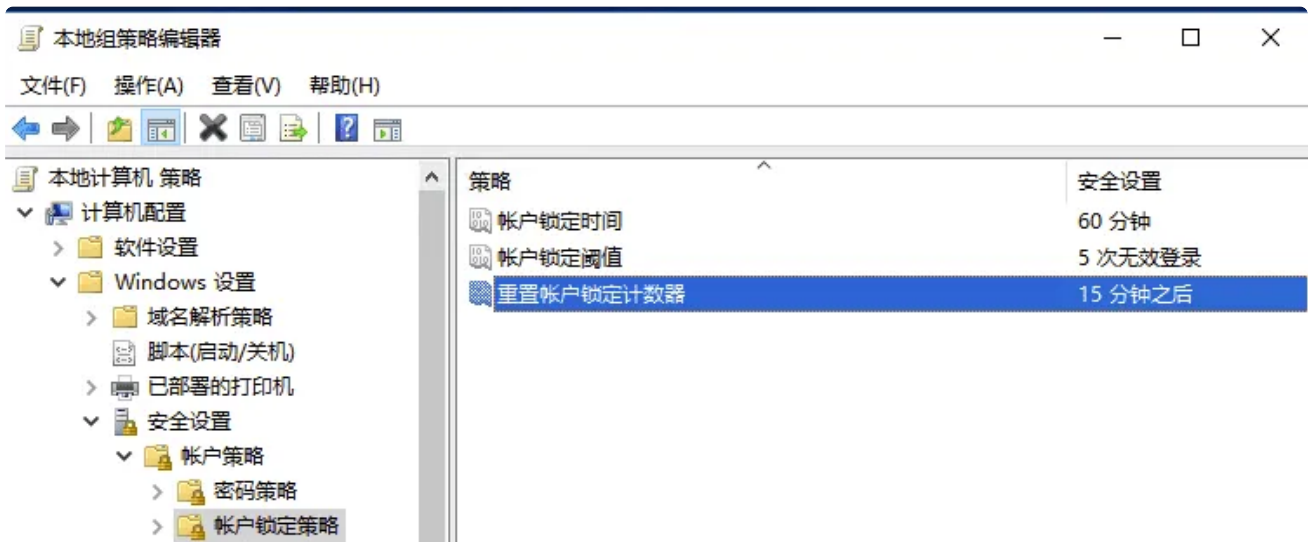 本地组策略编辑器
文件(F) 操作(A) 查看(V) 帮助(H)
本地计算机 策略
计算机配置
软件设置
Windows 设置
域名解析策略
脚本(启动/关机)
已部署的打印机
安全设置
帐户策略
密码策略
帐户锁定策略
策略 安全设置
帐户锁定时间 60 分钟
帐户锁定阈值 5 次无效登录
重置帐户锁定计数器 15 分钟之后